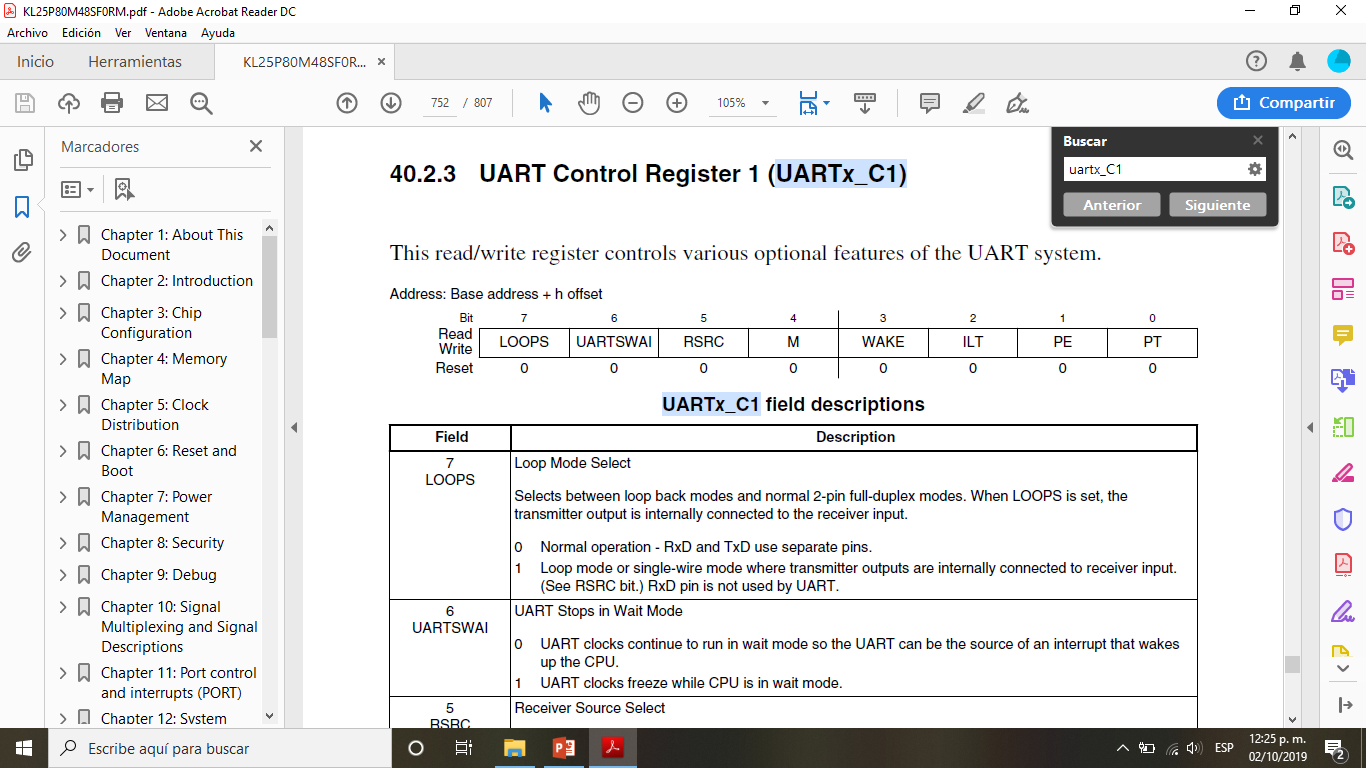 KL25P80M48SF0RM.pdf - Adobe Acrobat Reader DC
Archivo Edición Ver Ventana Ayuda
Inicio Herramientas KL25P80M48SF0R... ×
752 / 807 105%
Marcadores
Chapter 1: About This
Document
Chapter 2: Introduction
Chapter 3: Chip
Configuration
Chapter 4: Memory
Map
Chapter 5: Clock
Distribution
Chapter 6: Reset and
Boot
Chapter 7: Power
Management
Chapter 8: Security
Chapter 9: Debug
Chapter 10: Signal
Multiplexing and Signal
Descriptions
Chapter 11: Port control
and interrupts (PORT)
Chapter 12: System
40.2.3 UART Control Register 1 (UARTx_C1)
This read/write register controls various optional features of the UART system.
Address: Base address + h offset
Bit 7 6 5 4 3 2 1 0
Read
Write LOOPS UARTSWAI RSRC M WAKE ILT PE PT
Reset 0 0 0 0 0 0 0 0
UARTx_C1 field descriptions
Field Description
7
LOOPS
Loop Mode Select
Selects between loop back modes and normal 2-pin full-duplex modes. When LOOPS is set, the
transmitter output is internally connected to the receiver input.
0 Normal operation - RxD and TxD use separate pins.
1 Loop mode or single-wire mode where transmitter outputs are internally connected to receiver input.
(See RSRC bit.) RxD pin is not used by UART.
6
UARTSWAI
UART Stops in Wait Mode
0 UART clocks continue to run in wait mode so the UART can be the source of an interrupt that wakes
up the CPU.
1 UART clocks freeze while CPU is in wait mode.
5
RSRC
Receiver Source Select
Buscar
uartx_C1
Anterior Siguiente
Compartir
Escribe aquí para buscar
ESP
12:25 p. m.
02/10/2019
2